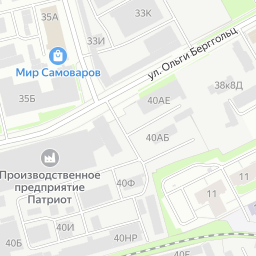 35А
33К
33И
Мир Самоваров
ул. Ольги Берггольц
38к8Д
35Б
40АЕ
40АБ
Производственное
предприятие
Патриот
40Ф
11
11
40И
40Б
40НР